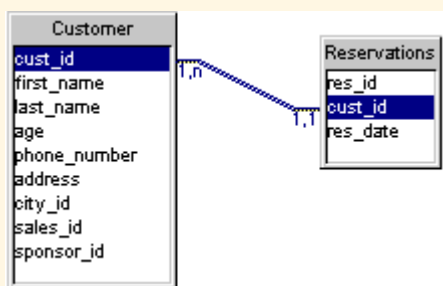 Customer
cust_id
first_name
last_name
age
phone_number
address
city_id
sales_id
sponsor_id
1,n
1,1
Reservations
res_id
cust_id
res_date